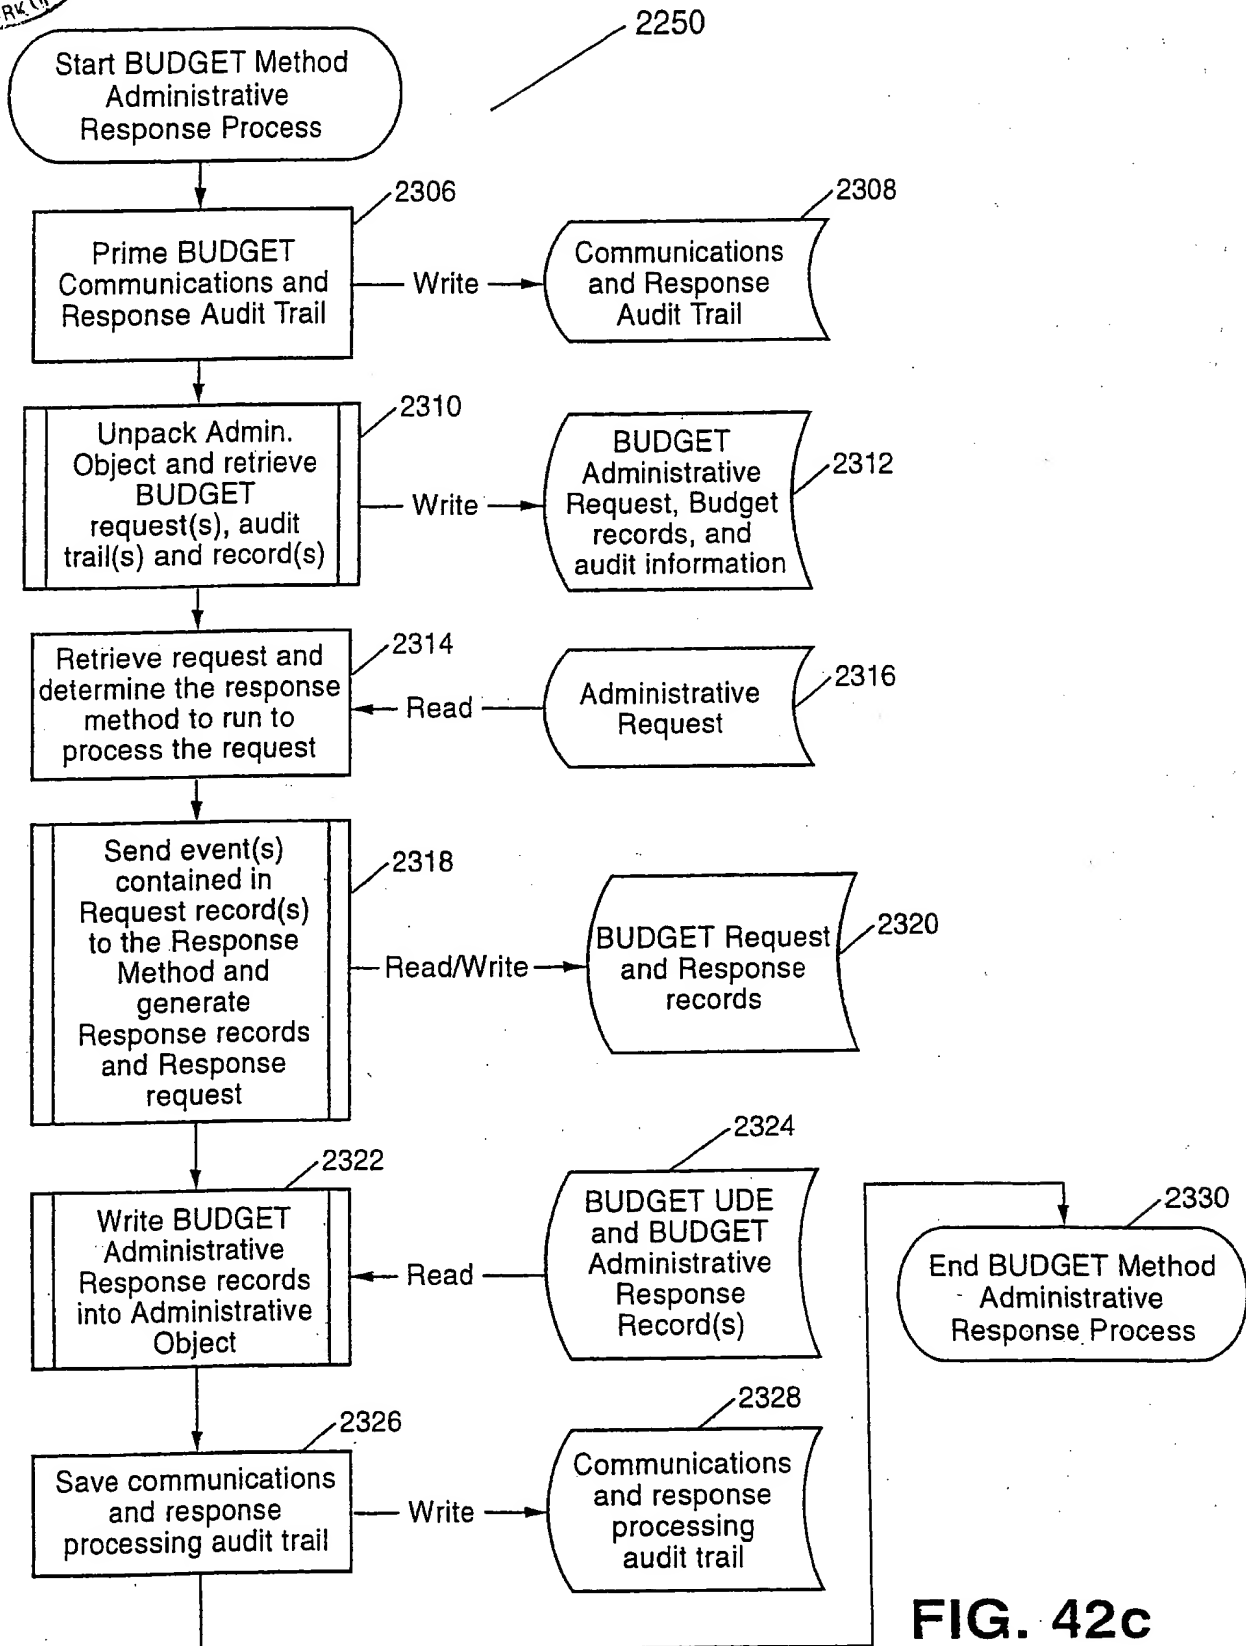 2250
Start BUDGET Method
Administrative
Response Process
2306
Prime BUDGET
Communications and
Response Audit Trail
Write
2308
Communications
and Response
Audit Trail
2310
Unpack Admin.
Object and retrieve
BUDGET
request(s), audit
trail(s) and record(s)
Write
BUDGET
Administrative
Request, Budget
records, and
audit information
2312
2314
Retrieve request and
determine the response
method to run to
process the request
Read
Administrative
Request
2316
Send event(s)
contained in
Request record(s)
to the Response
Method and
generate
Response records
and Response
request
2318
Read/Write
BUDGET Request
and Response
records
2320
2322
Write BUDGET
Administrative
Response records
into Administrative
Object
Read
2324
BUDGET UDE
and BUDGET
Administrative
Response
Record(s)
2326
Save communications
and response
processing audit trail
Write
2328
Communications
and response
processing
audit trail
2330
End BUDGET Method
Administrative
Response Process
FIG. 42c